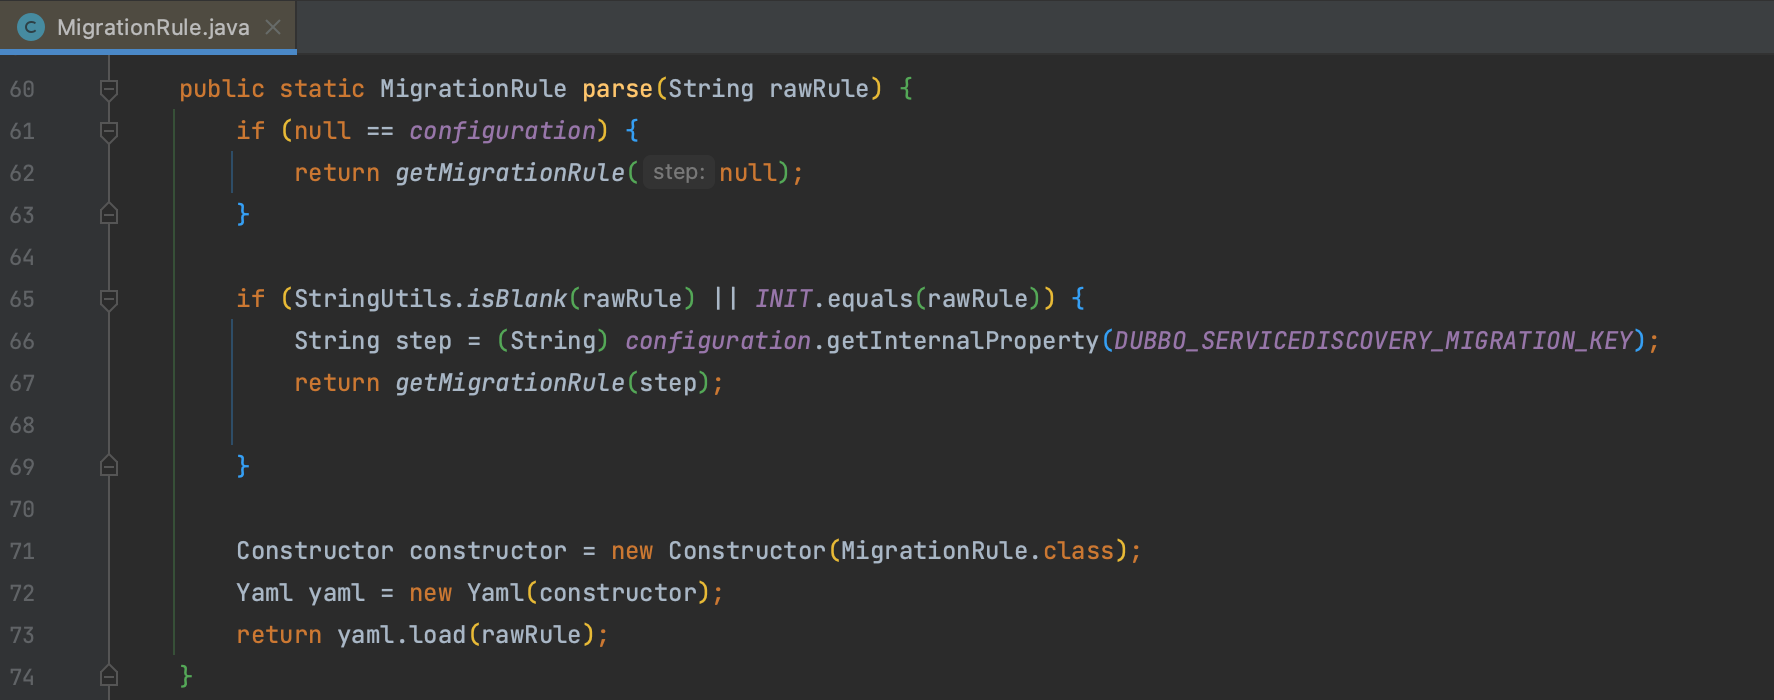 C MigrationRule.java
60 public static MigrationRule parse(String rawRule) {
61 if (null == configuration) {
62 return getMigrationRule( step: null);
63 }
64
65 if (StringUtils.isBlank(rawRule) || INIT.equals(rawRule)) {
66 String step = (String) configuration.getInternalProperty(DUBBO_SERVICEDISCOVERY_MIGRATION_KEY);
67 return getMigrationRule(step);
68
69 }
70
71 Constructor constructor = new Constructor(MigrationRule.class);
72 Yaml yaml = new Yaml(constructor);
73 return yaml.load(rawRule);
74 }